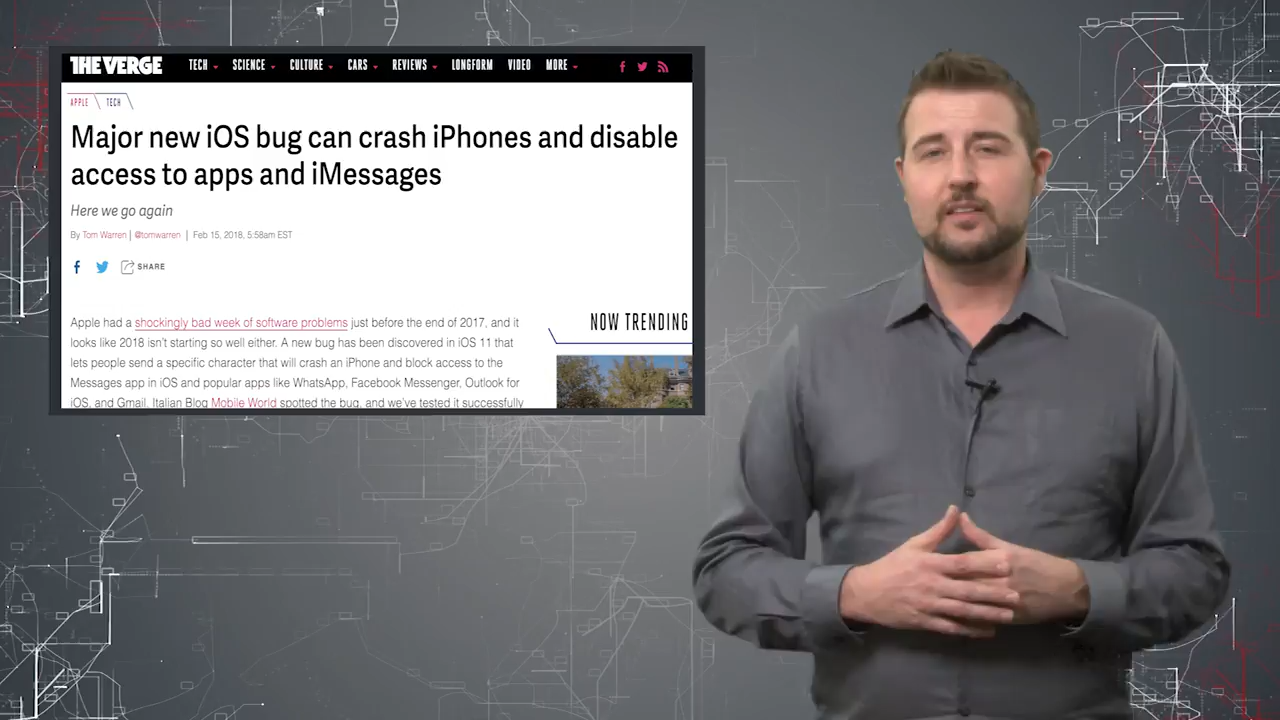 THE VERGE
TECH SCIENCE CULTURE CARS REVIEWS LONGFORM VIDEO MORE
APPLE TECH
Major new iOS bug can crash iPhones and disable
access to apps and iMessages
Here we go again
By Tom Warren | @tomwarren | Feb 15, 2018, 5:58am EST
SHARE
Apple had a shockingly bad week of software problems just before the end of 2017, and it
looks like 2018 isn't starting so well either. A new bug has been discovered in iOS 11 that
lets people send a specific character that will crash an iPhone and block access to the
Messages app in iOS and popular apps like WhatsApp, Facebook Messenger, Outlook for
iOS, and Gmail. Italian Blog Mobile World spotted the bug, and we've tested it successfully
NOW TRENDING